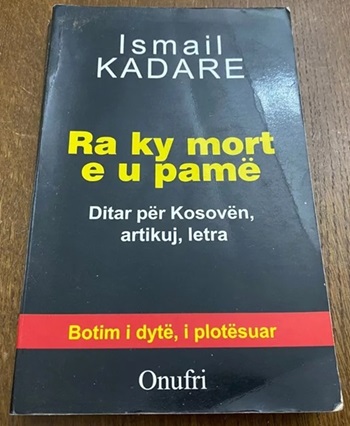 Ismail
KADARE
Ra ky mort
e u pamë
Ditar për Kosovën,
artikuj, letra
Botim i dytë, i plotësuar
Onufri